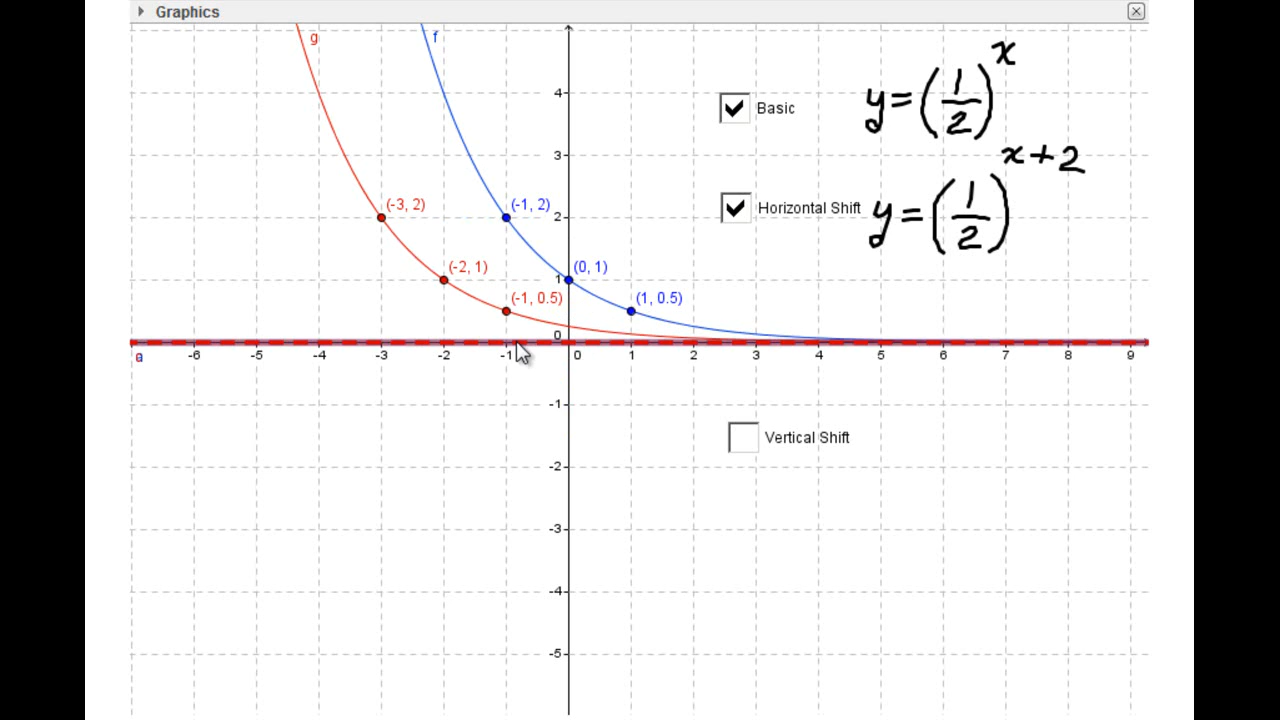 Graphics
g
f
4
Basic
y=(1/2)^x
3
Horizontal Shift
y=(1/2)^x+2
(-3, 2)
(-1, 2)
2
(-2, 1)
1
(0, 1)
(-1, 0.5)
(1, 0.5)
0
-6 -5 -4 -3 -2 -1 0 1 2 3 4 5 6 7 8 9
-1
Vertical Shift
-2
-3
-4
-5